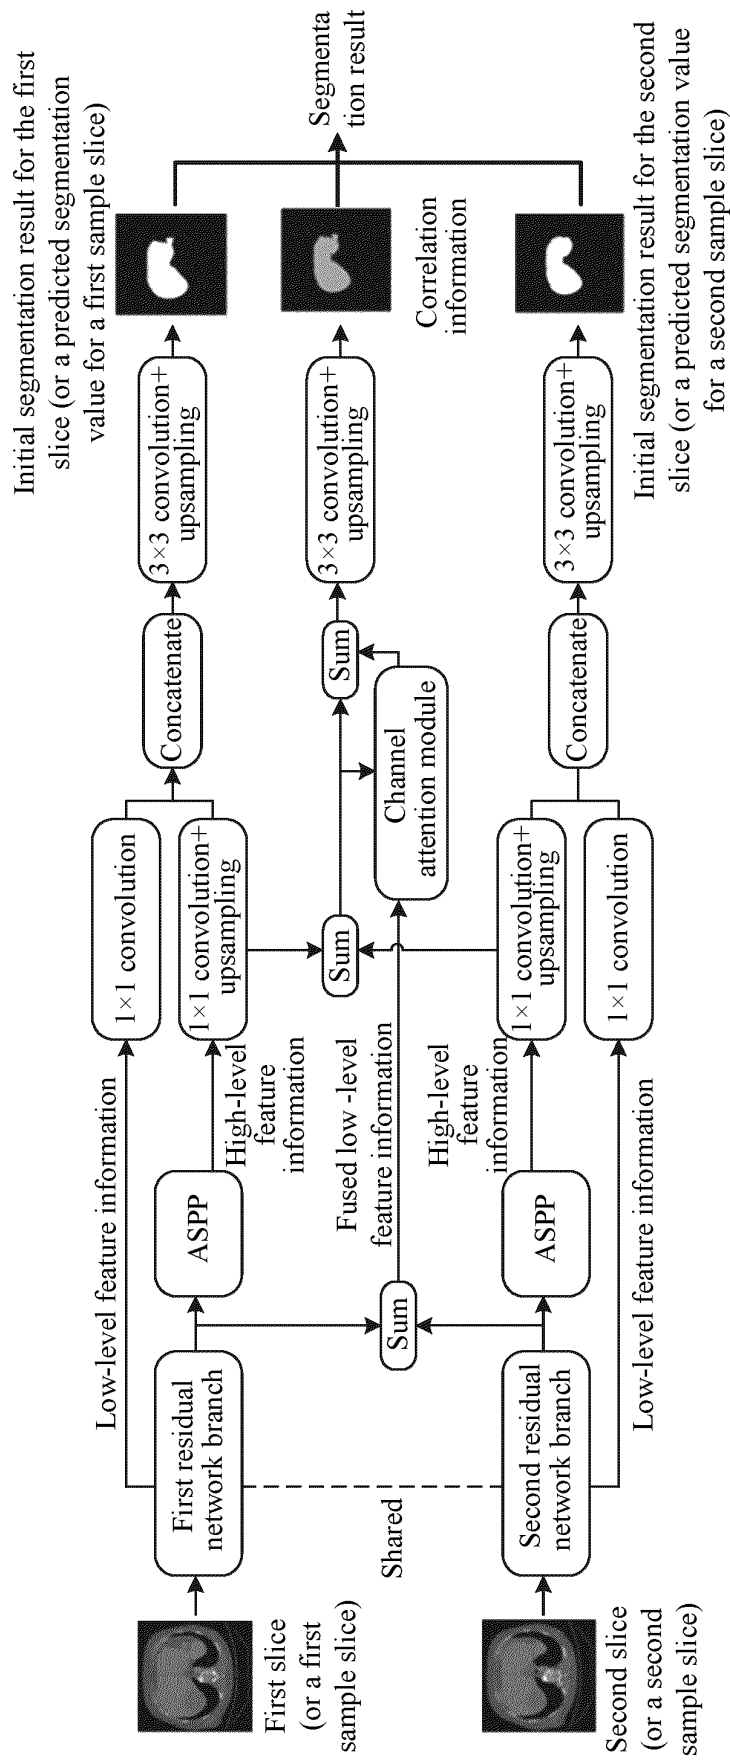 First slice
(or a first
sample slice)
First residual
network branch
Low-level feature information
ASPP
High-level
feature
information
1×1 convolution
1×1 convolution+
upsampling
Concatenate
3×3 convolution+
upsampling
Initial segmentation result for the first
slice (or a predicted segmentation
value for a first sample slice)
Shared
Sum
Fused low -level
feature information
Sum
Channel
attention module
Sum
3×3 convolution+
upsampling
Correlation
information
Segmenta
tion result
Second slice
(or a second
sample slice)
Second residual
network branch
Low-level feature information
ASPP
High-level
feature
information
1×1 convolution+
upsampling
1×1 convolution
Concatenate
3×3 convolution+
upsampling
Initial segmentation result for the second
slice (or a predicted segmentation value
for a second sample slice)